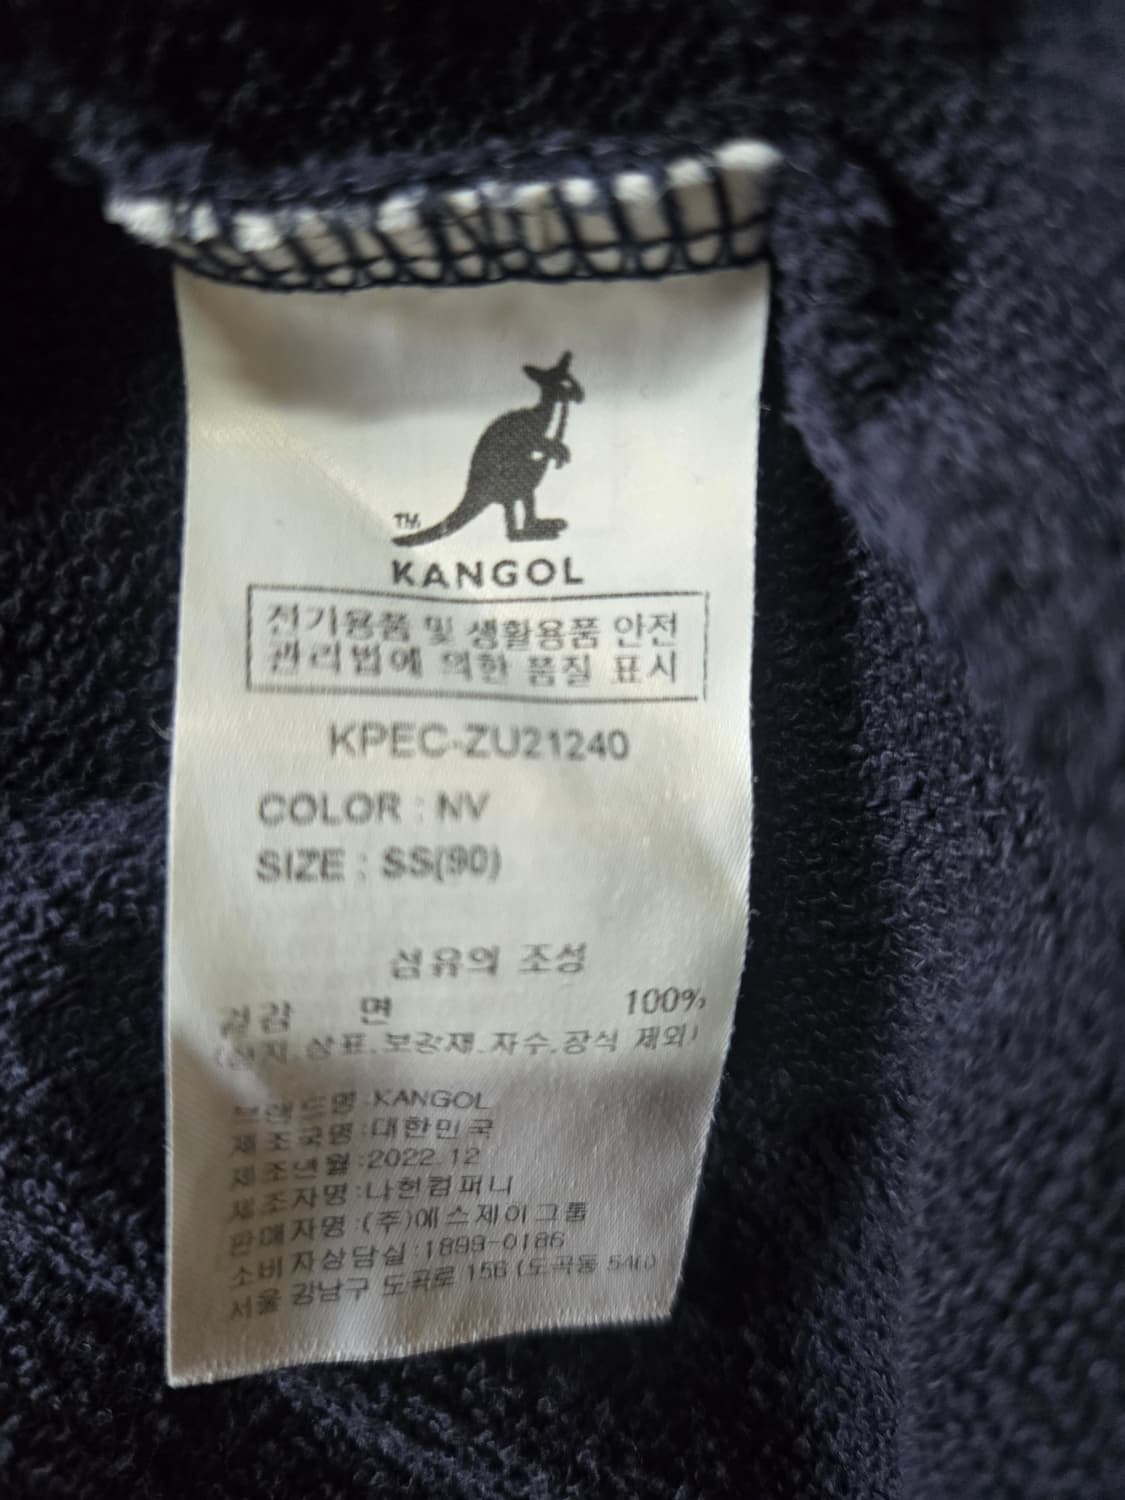 TM
KANGOL
전기용품 및 생활용품 안전
관리법에 의한 품질 표시
KPEC-ZU21240
COLOR : NV
SIZE : SS(90)
섬유의 조성
겉감 면 100%
(심지,상표,보강재,자수,장식 제외)
브랜드명:KANGOL
제조국명:대한민국
제조년월:2022.12
제조자명:나현컴퍼니
판매자명:(주)에스제이그룹
소비자상담실:1899-0186
서울 강남구 도곡로 156 (도곡동 540)